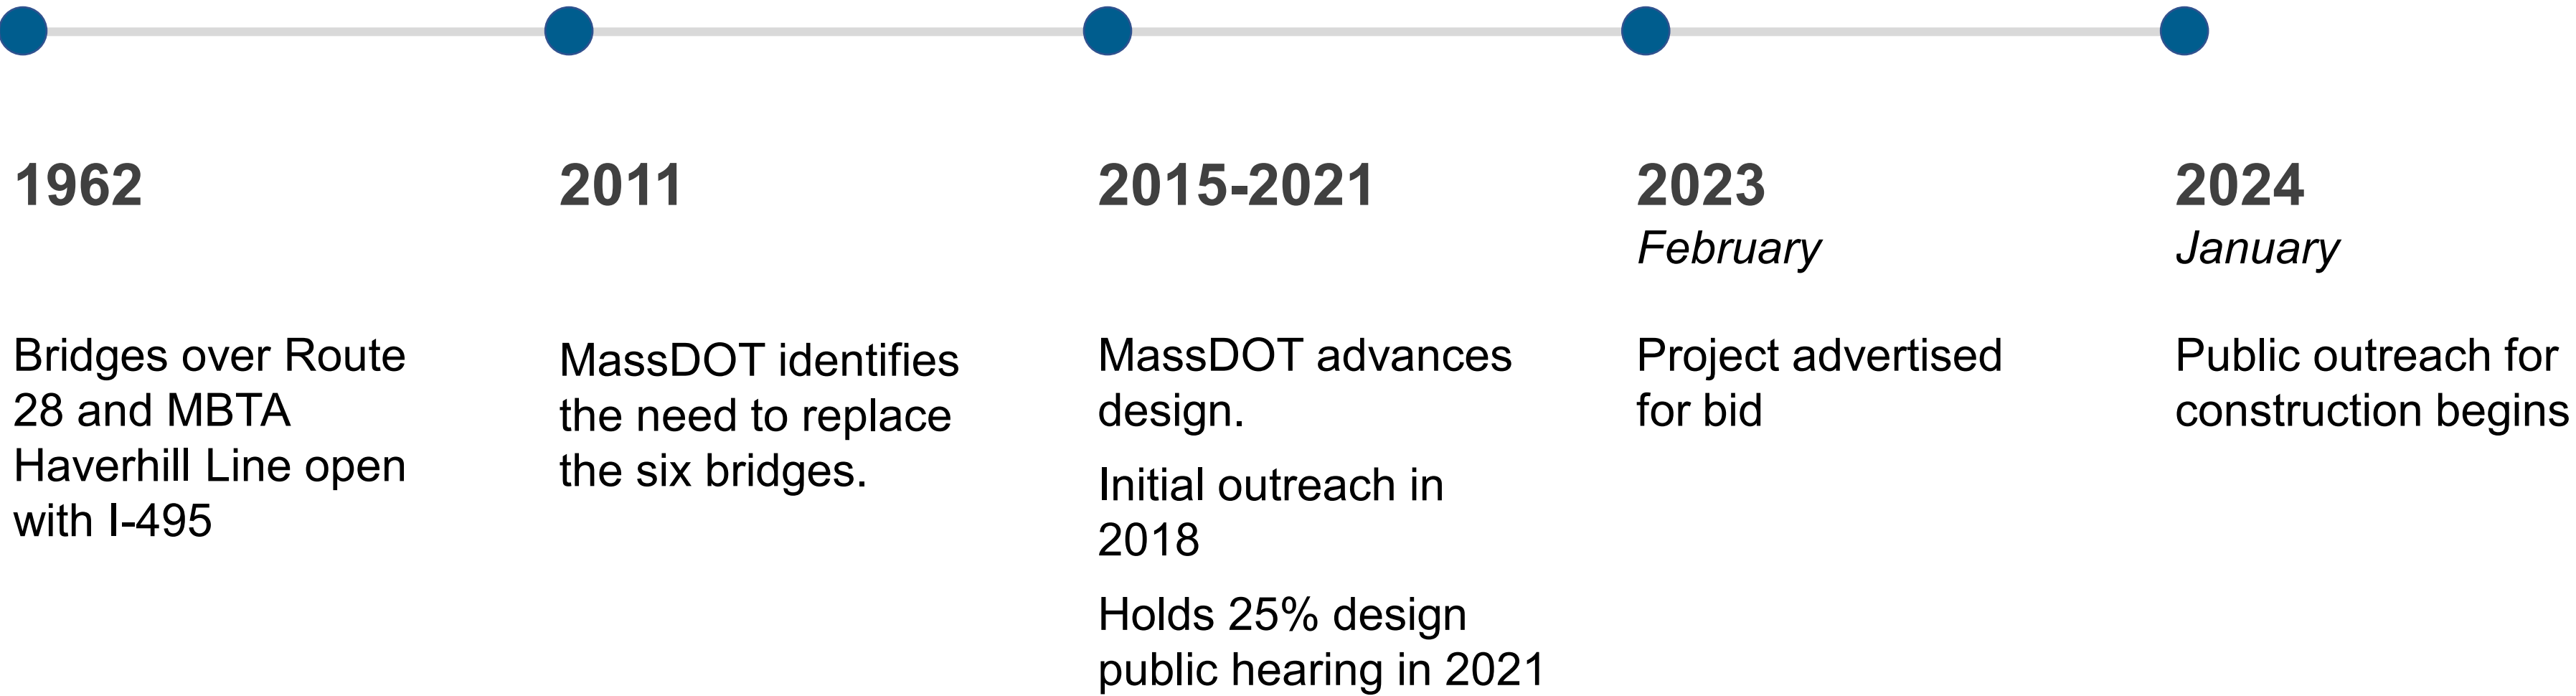 1962
Bridges over Route
28 and MBTA
Haverhill Line open
with I-495
2011
MassDOT identifies
the need to replace
the six bridges.
2015-2021
MassDOT advances
design.
Initial outreach in
2018
Holds 25% design
public hearing in 2021
2023
February
Project advertised
for bid
2024
January
Public outreach for
construction begins